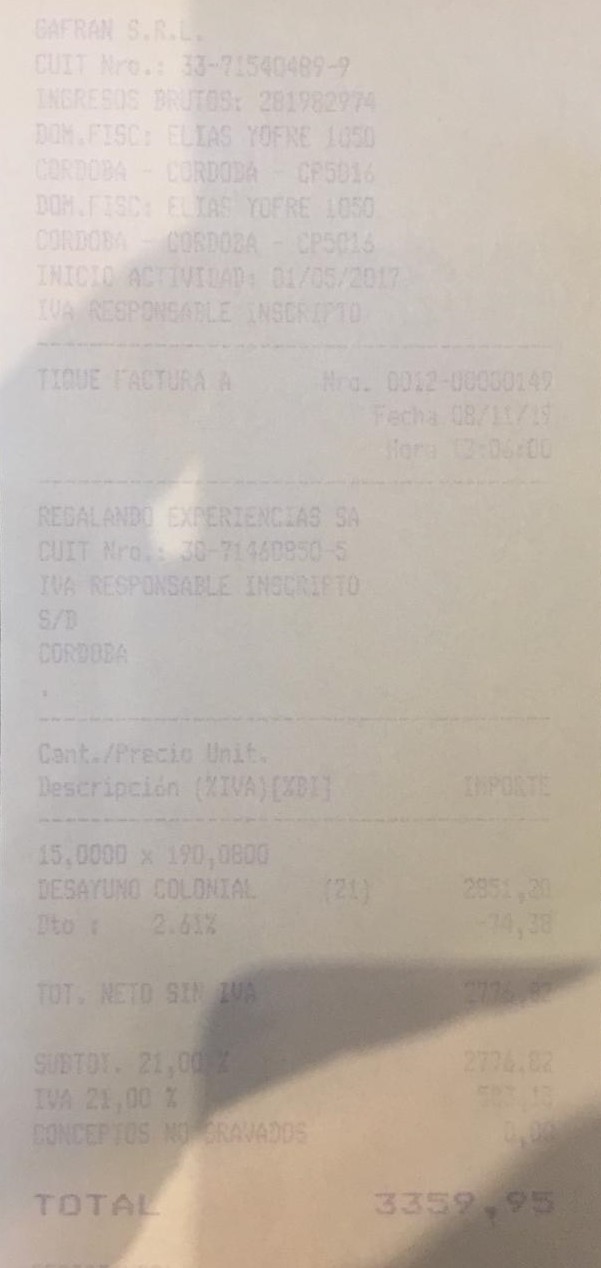 GAFRAN S.R.L.
CUIT Nro.: 33-71540489-9
INGRESOS BRUTOS: 281982974
DOM.FISC: ELIAS YOFRE 1050
CORDOBA - CORDOBA - CP5016
DOM.FISC: ELIAS YOFRE 1050
CORDOBA - CORDOBA - CP5016
INICIO ACTIVIDAD: 01/05/2017
IVA RESPONSABLE INSCRIPTO
TIQUE FACTURA A Nro. 0012-00000149
Fecha 08/11/19
Hora 13:06:00
REGALANDO EXPERIENCIAS SA
CUIT Nro.: 30-71460850-5
IVA RESPONSABLE INSCRIPTO
S/D
CORDOBA
.
Cant./Precio Unit.
Descripción (%IVA)[%BI] IMPORTE
15,0000 x 190,0800
DESAYUNO COLONIAL (21) 2851,20
Dto : 2.61% -74,38
TOT. NETO SIN IVA 2776,82
SUBTOT. 21,00 % 2776,82
IVA 21,00 % 583,13
CONCEPTOS NO GRAVADOS 0,00
TOTAL 3359,95